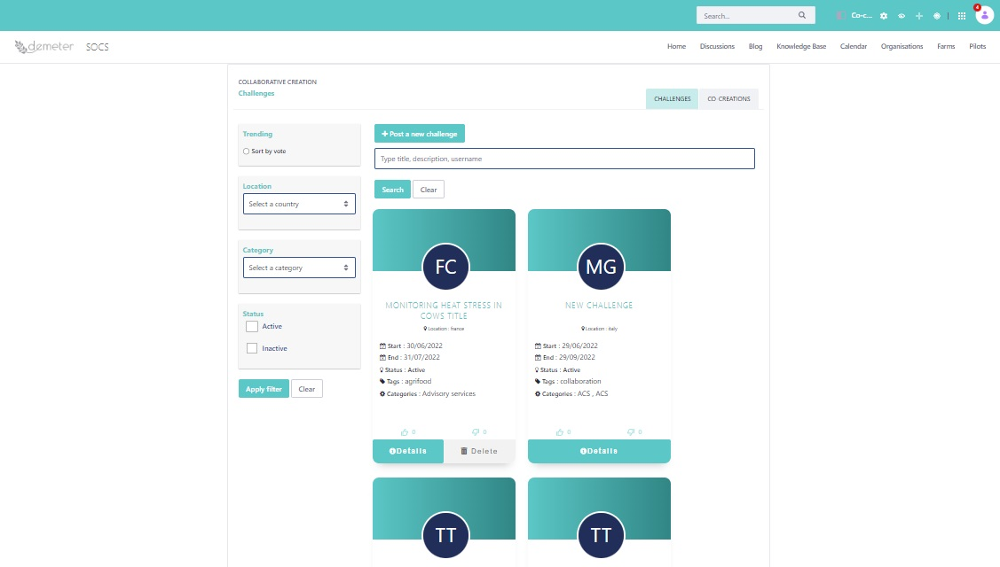 Search...
Co-c...
4
demeter
SOCS
Home
Discussions
Blog
Knowledge Base
Calendar
Organisations
Farms
Pilots
COLLABORATIVE CREATION
Challenges
CHALLENGES
CO CREATIONS
Trending
Sort by vote
Location
Select a country
Category
Select a category
Status
Active
Inactive
Apply filter
Clear
Post a new challenge
Type title, description, username
Search
Clear
FC
MONITORING HEAT STRESS IN
COWS TITLE
Location : france
Start : 30/06/2022
End : 31/07/2022
Status : Active
Tags : agrifood
Categories : Advisory services
0
0
Details
Delete
MG
NEW CHALLENGE
Location : italy
Start : 29/06/2022
End : 29/09/2022
Status : Active
Tags : collaboration
Categories : ACS , ACS
0
0
Details
TT
TT